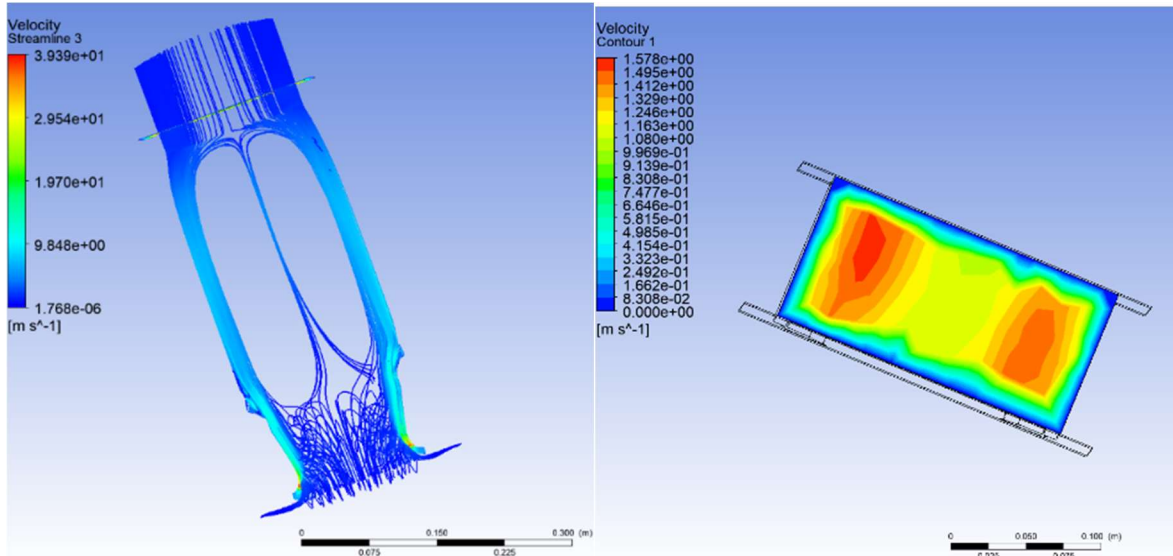 Velocity
Streamline 3
3.939e+01
2.954e+01
1.970e+01
9.848e+00
1.768e-06
[m s^-1]
0 0.150 0.300 (m)
0.075 0.225
Velocity
Contour 1
1.578e+00
1.495e+00
1.412e+00
1.329e+00
1.246e+00
1.163e+00
1.080e+00
9.969e-01
9.139e-01
8.308e-01
7.477e-01
6.646e-01
5.815e-01
4.985e-01
4.154e-01
3.323e-01
2.492e-01
1.662e-01
8.308e-02
0.000e+00
[m s^-1]
0 0.050 0.100 (m)